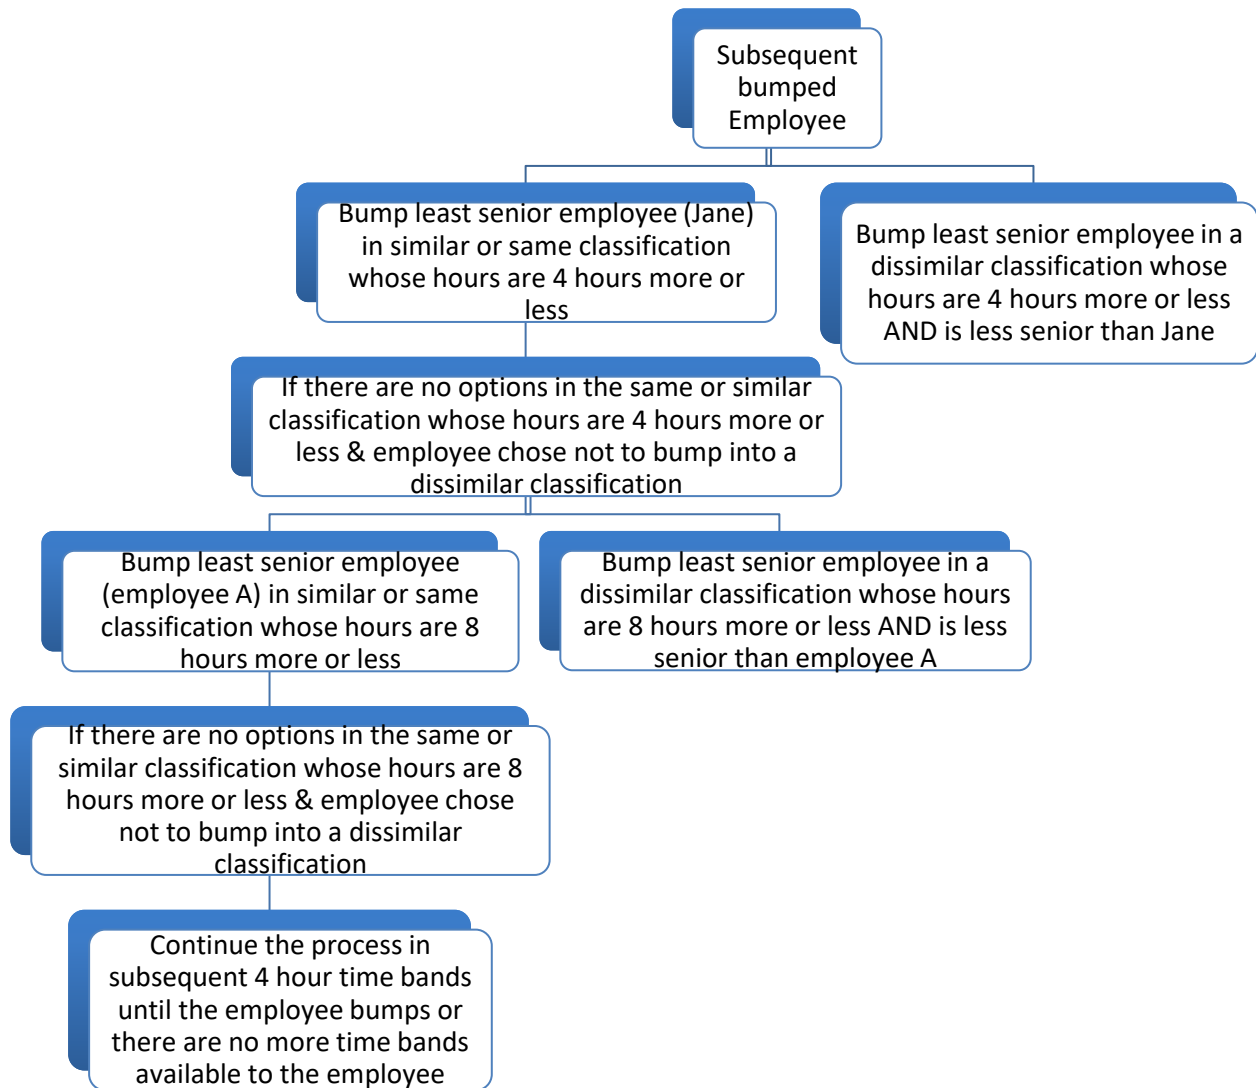 Subsequent
bumped
Employee
Bump least senior employee (Jane)
in similar or same classification
whose hours are 4 hours more or
less
Bump least senior employee in a
dissimilar classification whose
hours are 4 hours more or less
AND is less senior than Jane
If there are no options in the same or similar
classification whose hours are 4 hours more or
less & employee chose not to bump into a
dissimilar classification
Bump least senior employee
(employee A) in similar or same
classification whose hours are 8
hours more or less
Bump least senior employee in a
dissimilar classification whose hours
are 8 hours more or less AND is less
senior than employee A
If there are no options in the same or
similar classification whose hours are 8
hours more or less & employee chose
not to bump into a dissimilar
classification
Continue the process in
subsequent 4 hour time bands
until the employee bumps or
there are no more time bands
available to the employee